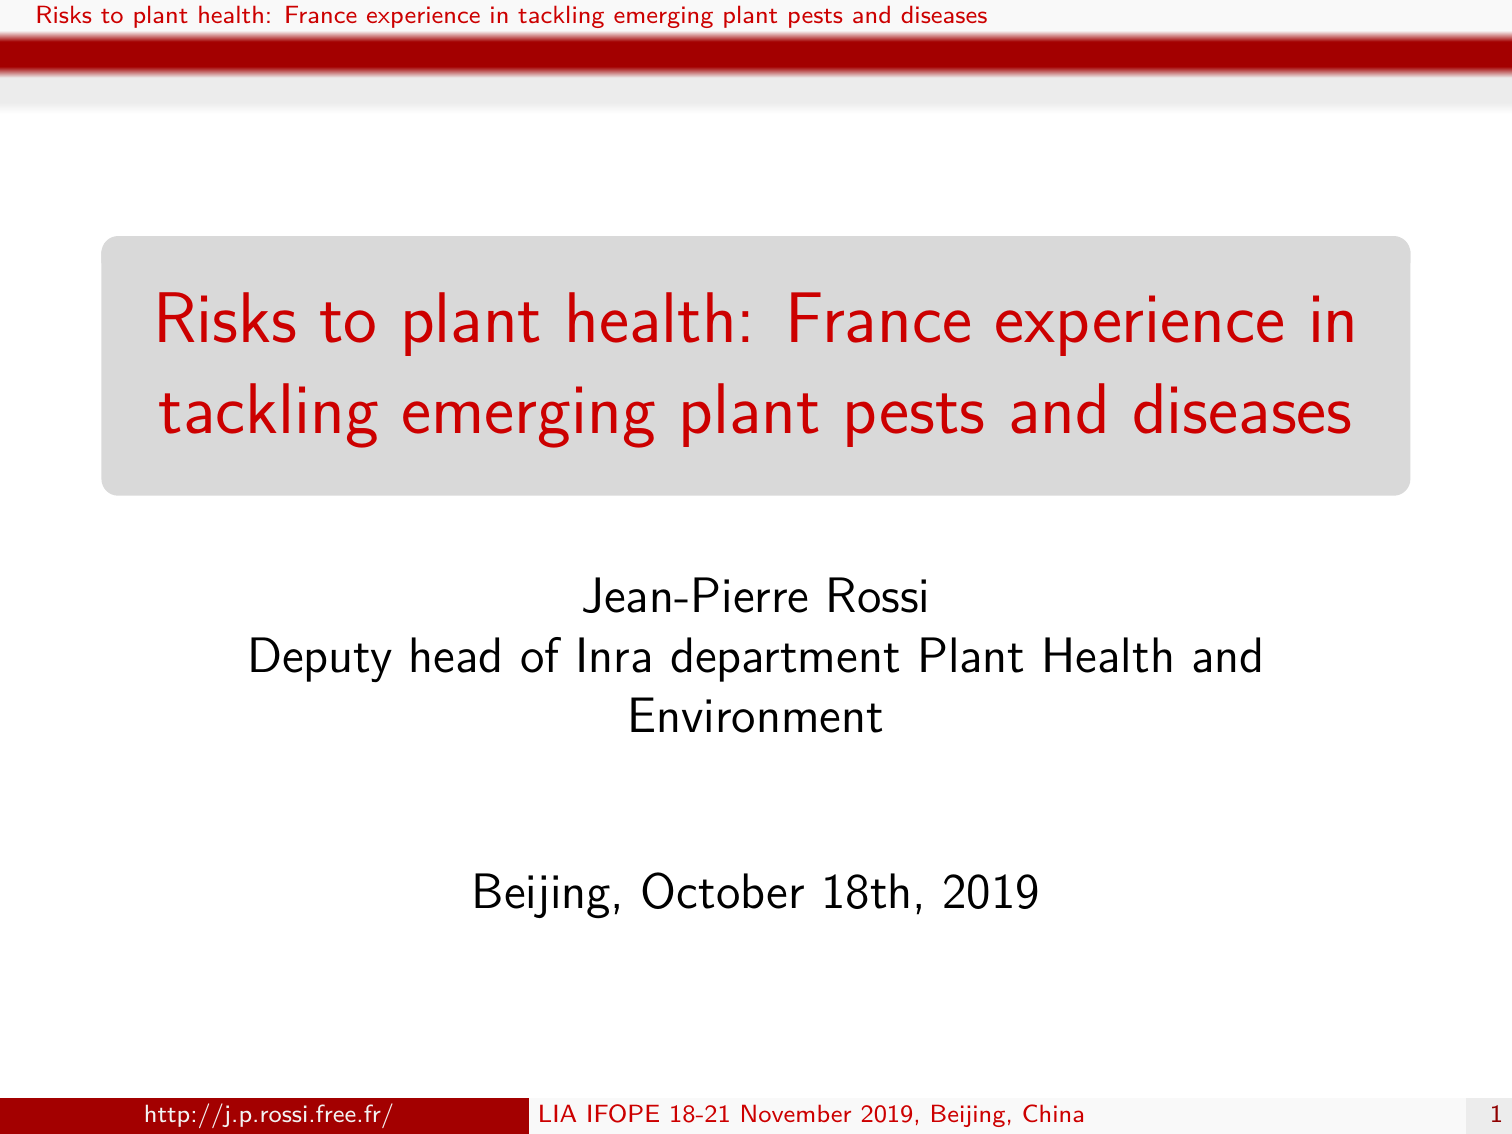 Risks to plant health: France experience in tackling emerging plant pests and diseases
Risks to plant health: France experience in
tackling emerging plant pests and diseases
Jean-Pierre Rossi
Deputy head of Inra department Plant Health and
Environment
Beijing, October 18th, 2019
http://j.p.rossi.free.fr/
LIA IFOPE 18-21 November 2019, Beijing, China
1